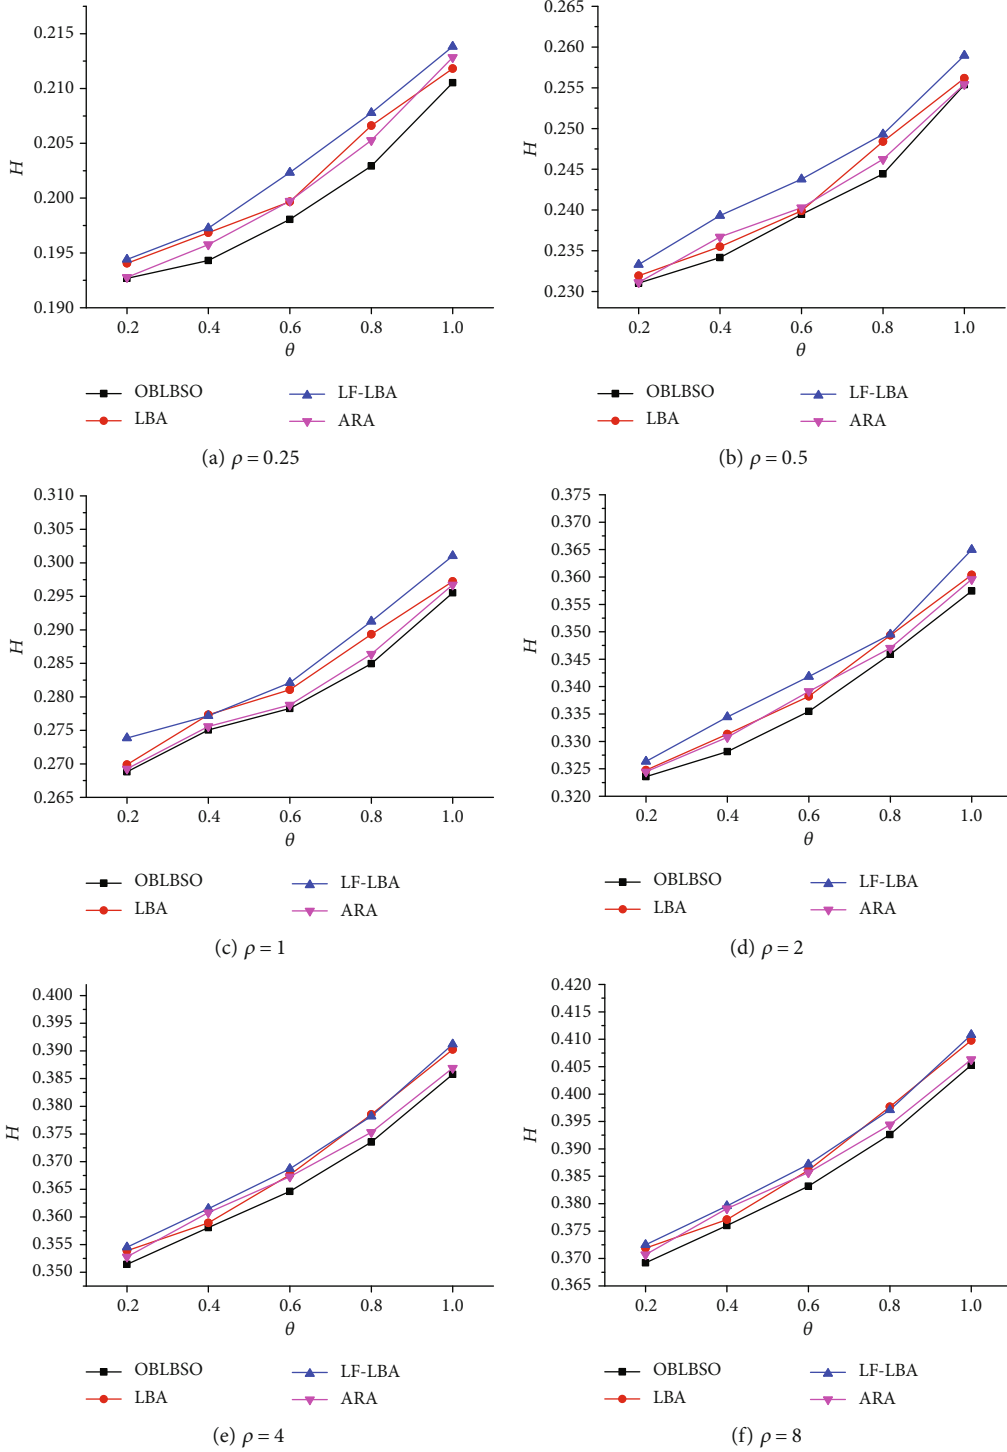 0.215
0.210
0.205
0.200
0.195
0.190
H
0.2 0.4 0.6 0.8 1.0
θ
OBLBSO LF-LBA
LBA ARA
(a) ρ = 0.25
0.265
0.260
0.255
0.250
0.245
0.240
0.235
0.230
H
0.2 0.4 0.6 0.8 1.0
θ
OBLBSO LF-LBA
LBA ARA
(b) ρ = 0.5
0.310
0.305
0.300
0.295
0.290
0.285
0.280
0.275
0.270
0.265
H
0.2 0.4 0.6 0.8 1.0
θ
OBLBSO LF-LBA
LBA ARA
(c) ρ = 1
0.375
0.370
0.365
0.360
0.355
0.350
0.345
0.340
0.335
0.330
0.325
0.320
H
0.2 0.4 0.6 0.8 1.0
θ
OBLBSO LF-LBA
LBA ARA
(d) ρ = 2
0.400
0.395
0.390
0.385
0.380
0.375
0.370
0.365
0.360
0.355
0.350
H
0.2 0.4 0.6 0.8 1.0
θ
OBLBSO LF-LBA
LBA ARA
(e) ρ = 4
0.420
0.415
0.410
0.405
0.400
0.395
0.390
0.385
0.380
0.375
0.370
0.365
H
0.2 0.4 0.6 0.8 1.0
θ
OBLBSO LF-LBA
LBA ARA
(f) ρ = 8